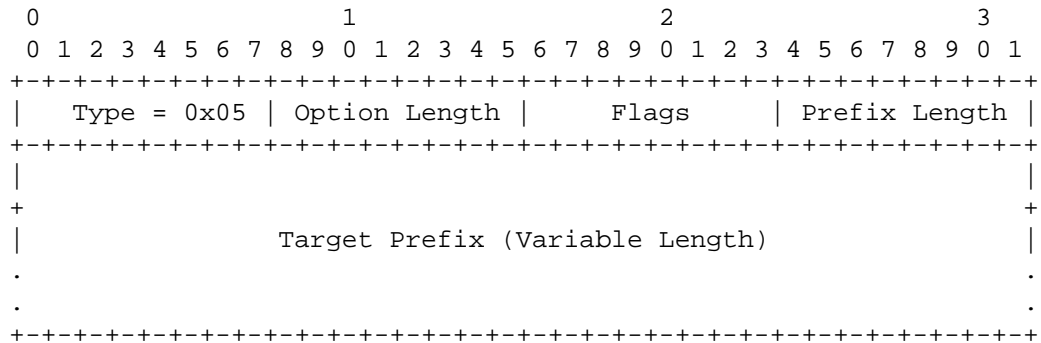 0                   1                   2                   3
 0 1 2 3 4 5 6 7 8 9 0 1 2 3 4 5 6 7 8 9 0 1 2 3 4 5 6 7 8 9 0 1
+-+-+-+-+-+-+-+-+-+-+-+-+-+-+-+-+-+-+-+-+-+-+-+-+-+-+-+-+-+-+-+-+
|   Type = 0x05 | Option Length |     Flags     | Prefix Length |
+-+-+-+-+-+-+-+-+-+-+-+-+-+-+-+-+-+-+-+-+-+-+-+-+-+-+-+-+-+-+-+-+
|                                                               |
+                                                               +
|                Target Prefix (Variable Length)                |
.                                                               .
.                                                               .
+-+-+-+-+-+-+-+-+-+-+-+-+-+-+-+-+-+-+-+-+-+-+-+-+-+-+-+-+-+-+-+-+